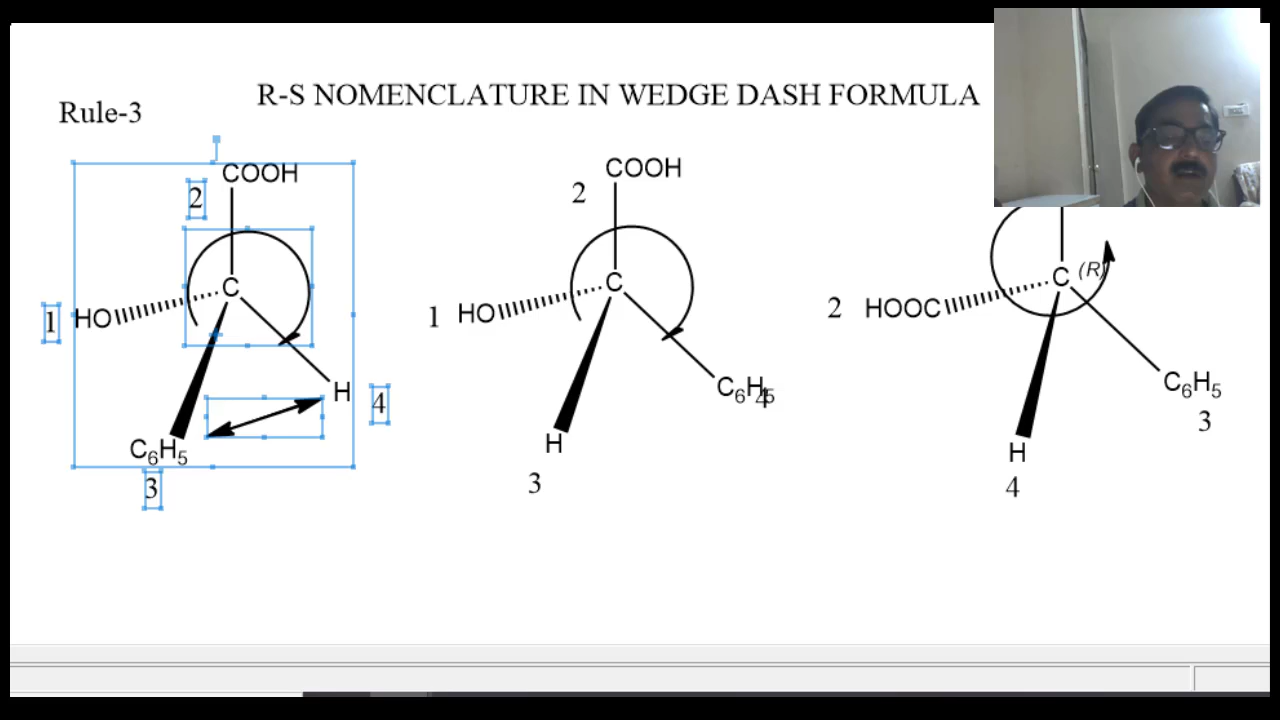 R-S NOMENCLATURE IN WEDGE DASH FORMULA
Rule-3
COOH
2
C
1 HO
H
4
C6H5
3
COOH
2
C
1 HO
C6H5
4
H
3
C (R)
2 HOOC
C6H5
3
H
4